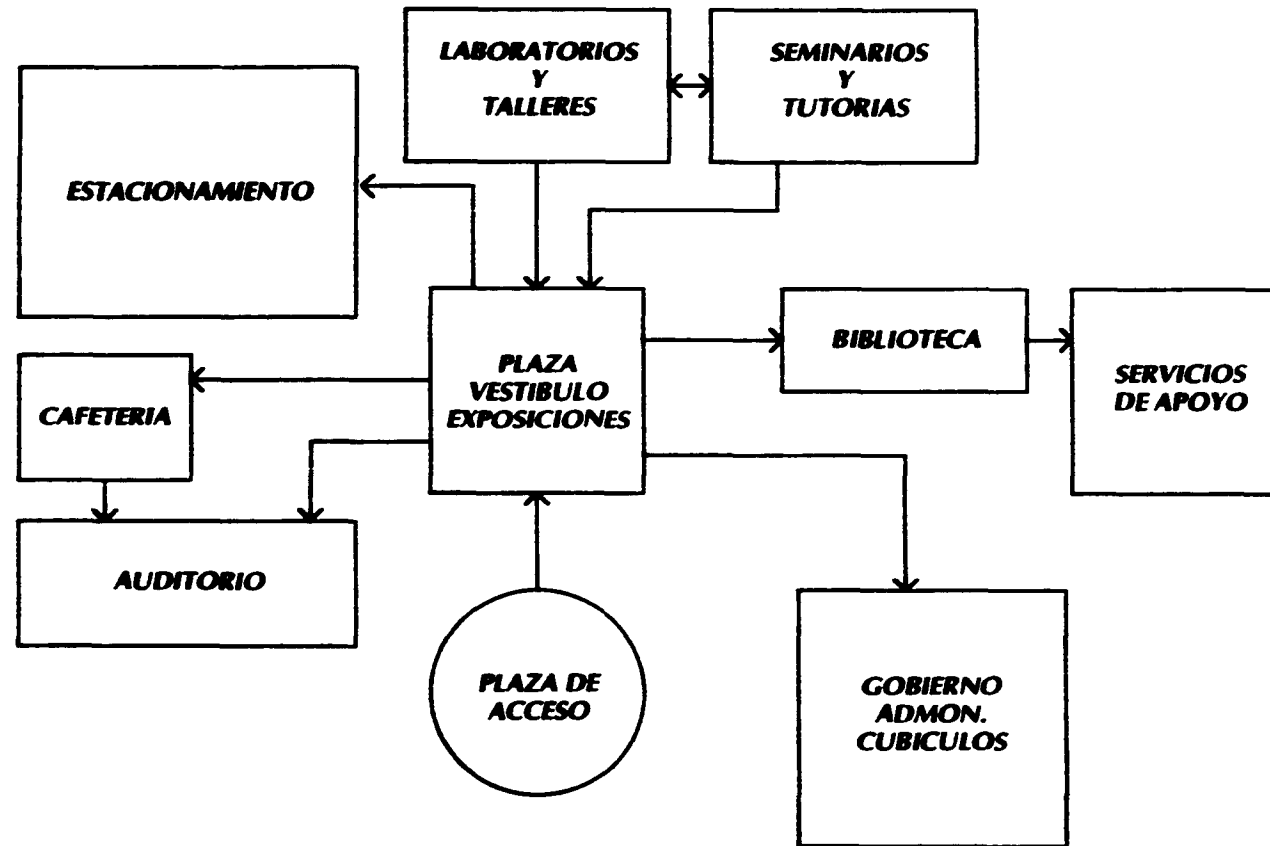 LABORATORIOS
Y
TALLERES
SEMINARIOS
Y
TUTORIAS
ESTACIONAMIENTO
PLAZA
VESTIBULO
EXPOSICIONES
BIBLIOTECA
SERVICIOS
DE APOYO
CAFETERIA
AUDITORIO
PLAZA DE
ACCESO
GOBIERNO
ADMON.
CUBICULOS